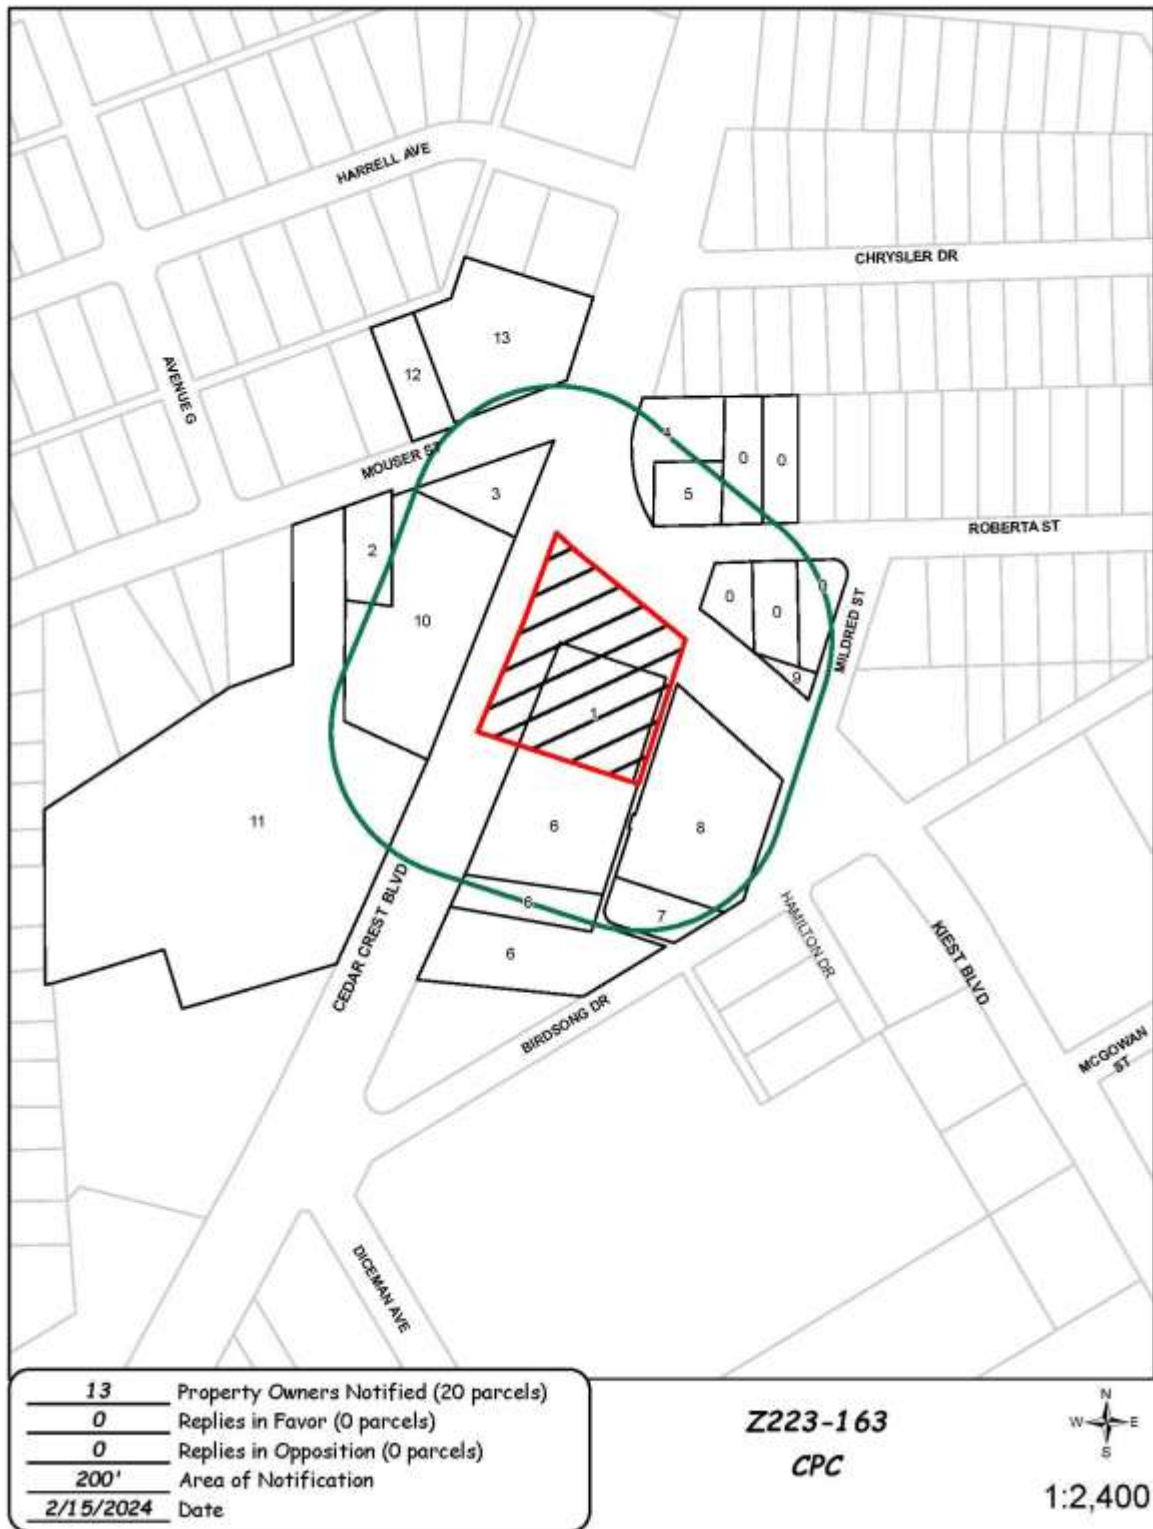 HARRELL AVE
CHRYSLER DR
13
12
AVENUE G
4
0
0
MOUSER ST
5
3
ROBERTA ST
2
0
0
0
10
MILDRED ST
9
1
11
6
8
CEDAR CREST BLVD
6
7
HAMILTON DR
KIEST BLVD
6
BIRDSONG DR
MCGOWAN
ST
DICEMAN AVE
13 Property Owners Notified (20 parcels)
0 Replies in Favor (0 parcels)
0 Replies in Opposition (0 parcels)
200' Area of Notification
2/15/2024 Date
Z223-163
CPC
N
W E
S
1:2,400